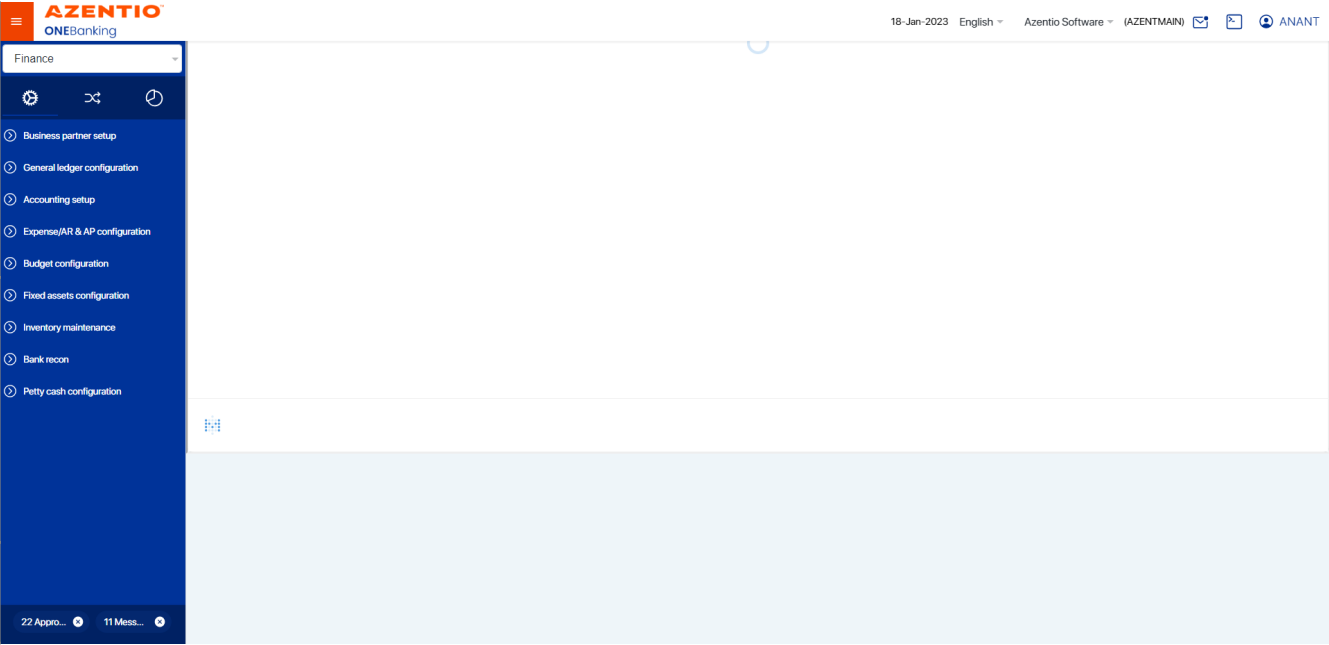 AZENTIO
ONEBanking
18-Jan-2023 English Azentio Software (AZENTMAIN) ANANT
Finance
Business partner setup
General ledger configuration
Accounting setup
Expense/AR & AP configuration
Budget configuration
Fixed assets configuration
Inventory maintenance
Bank recon
Petty cash configuration
22 Appro... 11 Mess...